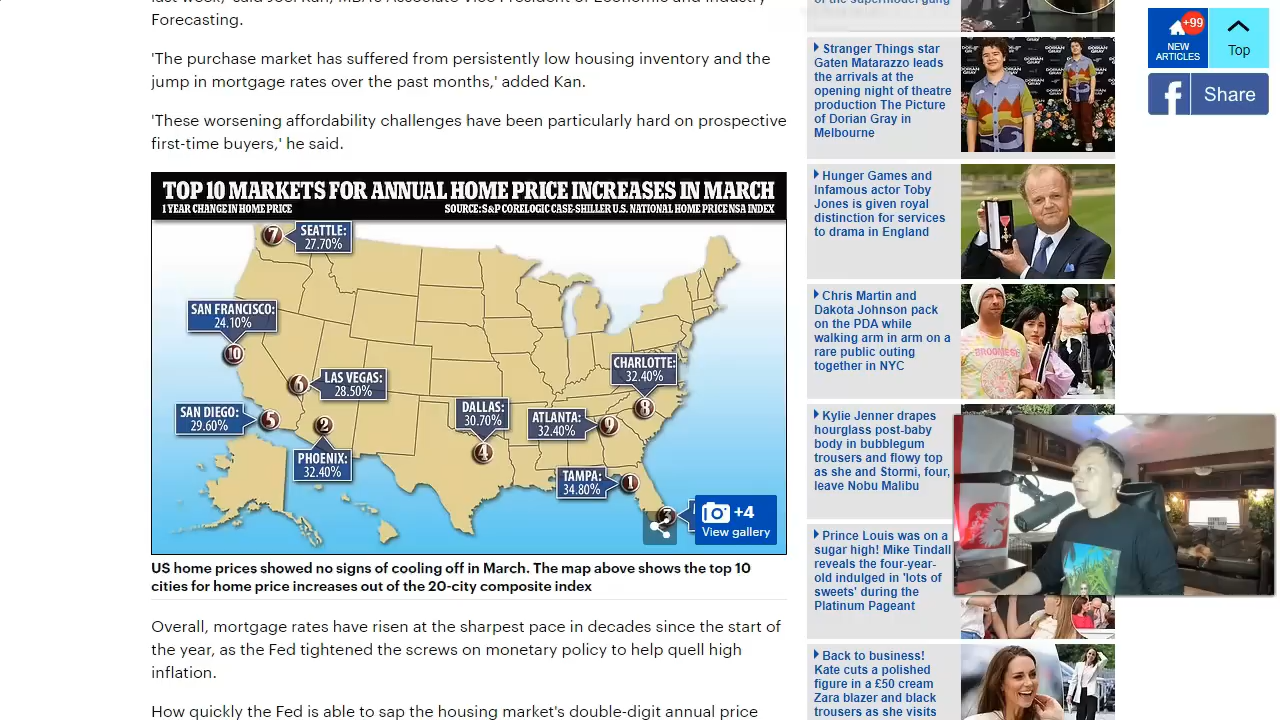 Forecasting.
'The purchase market has suffered from persistently low housing inventory and the
jump in mortgage rates over the past months,' added Kan.
'These worsening affordability challenges have been particularly hard on prospective
first-time buyers,' he said.
TOP 10 MARKETS FOR ANNUAL HOME PRICE INCREASES IN MARCH
1 YEAR CHANGE IN HOME PRICE
SOURCE: S&P CORELOGIC CASE-SHILLER U.S. NATIONAL HOME PRICE NSA INDEX
7
SEATTLE:
27.70%
SAN FRANCISCO:
24.10%
10
CHARLOTTE:
32.40%
8
6
LAS VEGAS:
28.50%
SAN DIEGO:
29.60%
5
2
PHOENIX:
32.40%
DALLAS:
30.70%
4
ATLANTA:
32.40%
9
TAMPA:
34.80%
1
3
+4
View gallery
US home prices showed no signs of cooling off in March. The map above shows the top 10
cities for home price increases out of the 20-city composite index
Overall, mortgage rates have risen at the sharpest pace in decades since the start of
the year, as the Fed tightened the screws on monetary policy to help quell high
inflation.
How quickly the Fed is able to sap the housing market's double-digit annual price
of the supermodel gang
Stranger Things star
Gaten Matarazzo leads
the arrivals at the
opening night of theatre
production The Picture
of Dorian Gray in
Melbourne
Hunger Games and
Infamous actor Toby
Jones is given royal
distinction for services
to drama in England
Chris Martin and
Dakota Johnson pack
on the PDA while
walking arm in arm on a
rare public outing
together in NYC
Kylie Jenner drapes
hourglass post-baby
body in bubblegum
trousers and flowy top
as she and Stormi, four,
leave Nobu Malibu
Prince Louis was on a
sugar high! Mike Tindall
reveals the four-year-
old indulged in 'lots of
sweets' during the
Platinum Pageant
Back to business!
Kate cuts a polished
figure in a £50 cream
Zara blazer and black
trousers as she visits
+99
NEW
ARTICLES
Top
f Share